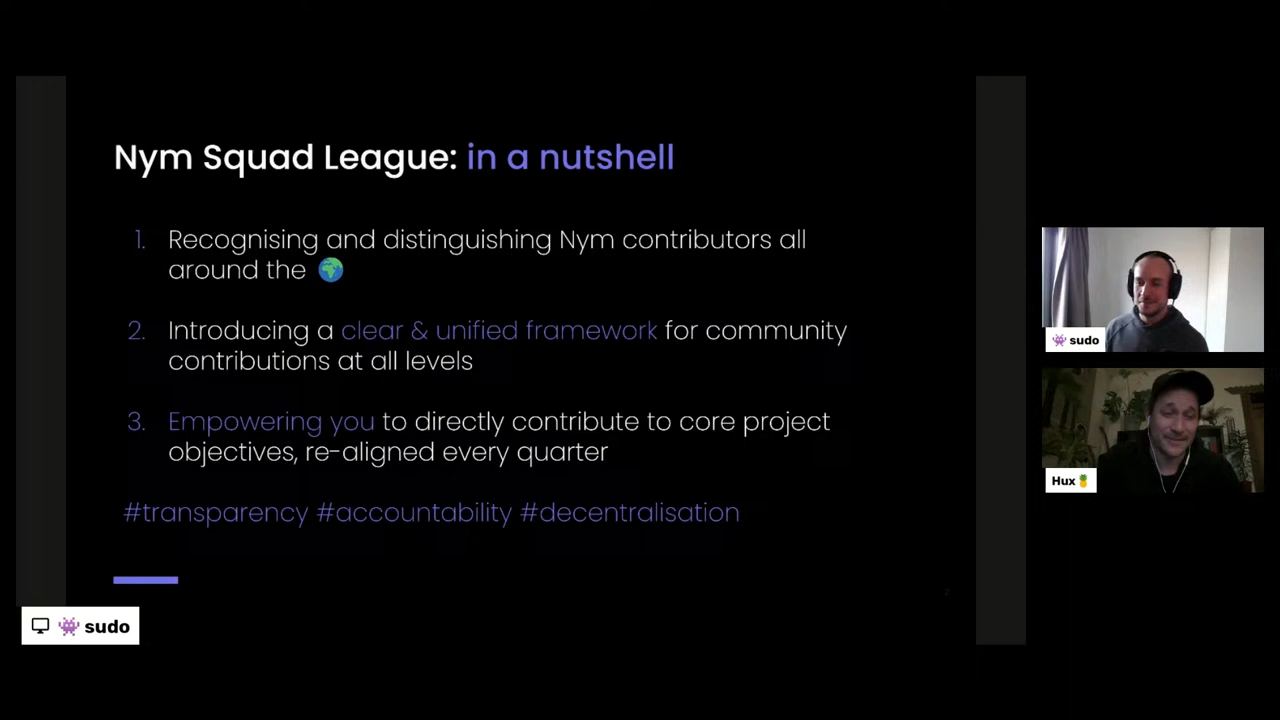 Nym Squad League: in a nutshell
1. Recognising and distinguishing Nym contributors all
around the 🌍
2. Introducing a clear & unified framework for community
contributions at all levels
3. Empowering you to directly contribute to core project
objectives, re-aligned every quarter
#transparency #accountability #decentralisation
👾 sudo
👾 sudo
Hux🍍